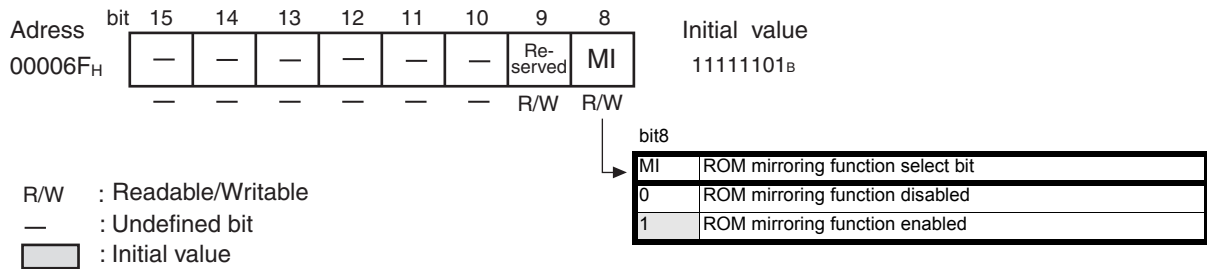 Adress bit 15 14 13 12 11 10 9 8 Initial value
00006FH — — — — — — Re-served MI 11111101B
— — — — — — R/W R/W
bit8
MI ROM mirroring function select bit
0 ROM mirroring function disabled
1 ROM mirroring function enabled
R/W : Readable/Writable
— : Undefined bit
: Initial value